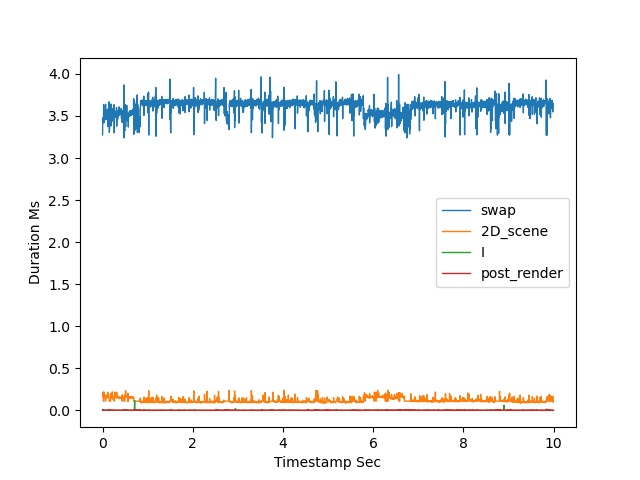 4.0
3.5
3.0
2.5
2.0
1.5
1.0
0.5
0.0
Duration Ms
swap
2D_scene
I
post_render
0 2 4 6 8 10
Timestamp Sec